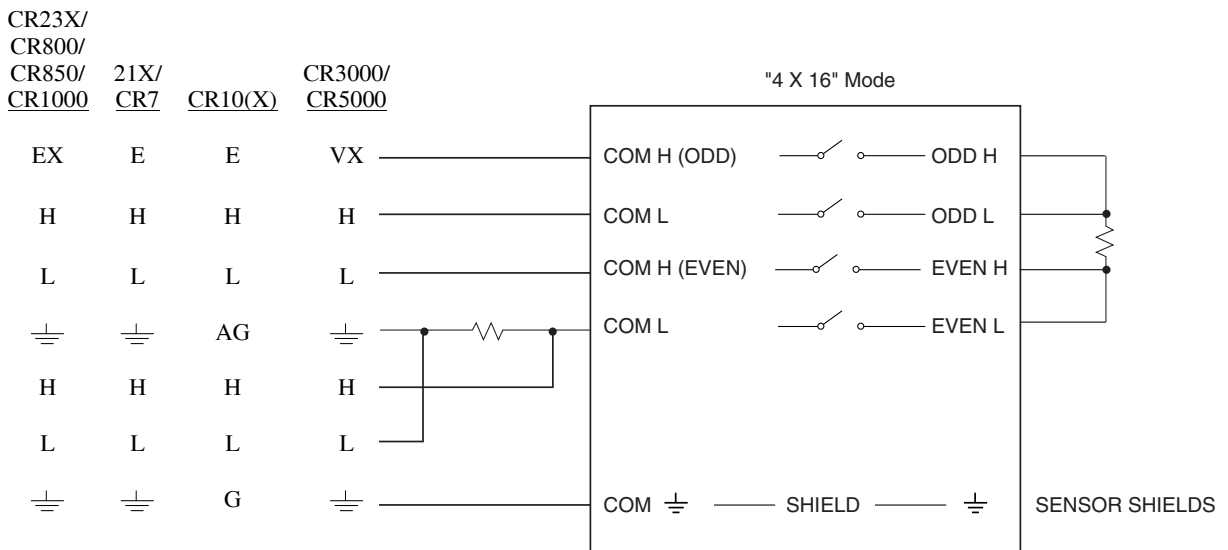 CR23X/
CR800/
CR850/ 21X/ CR3000/
CR1000 CR7 CR10(X) CR5000
"4 X 16" Mode
EX E E VX COM H (ODD) ODD H
H H H H COM L ODD L
L L L L COM H (EVEN) EVEN H
AG COM L EVEN L
H H H H
L L L L
G COM SHIELD SENSOR SHIELDS